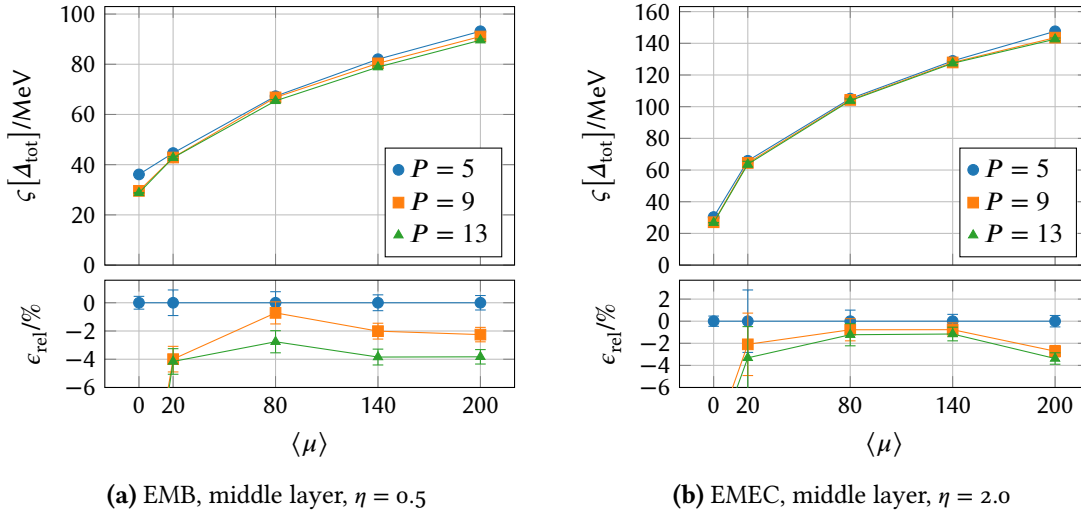 100
80
60
40
20
0
ς[Δtot]/MeV
P = 5
P = 9
P = 13
0
−2
−4
−6
ϵrel/%
0 20 80 140 200
⟨μ⟩
(a) EMB, middle layer, η = 0.5
160
140
120
100
80
60
40
20
0
ς[Δtot]/MeV
P = 5
P = 9
P = 13
2
0
−2
−4
−6
ϵrel/%
0 20 80 140 200
⟨μ⟩
(b) EMEC, middle layer, η = 2.0